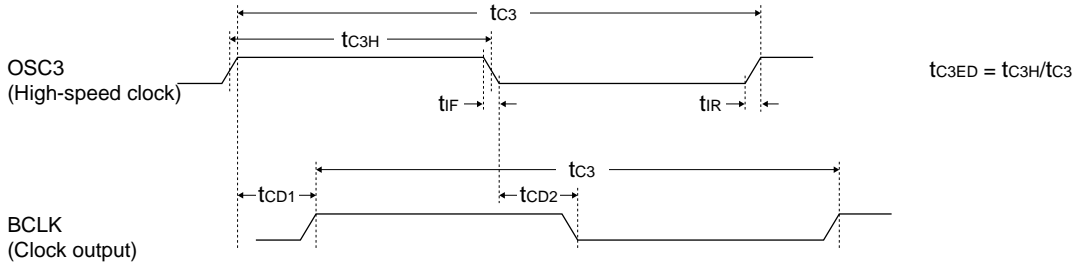 tC3
tC3H
OSC3
(High-speed clock)
tC3ED = tC3H/tC3
tIF
tIR
tC3
tCD1
tCD2
BCLK
(Clock output)